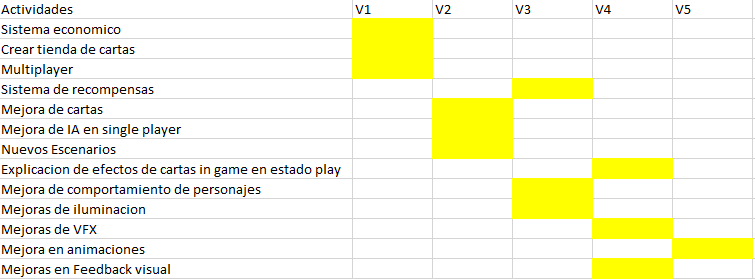 Actividades V1 V2 V3 V4 V5
Sistema economico
Crear tienda de cartas
Multiplayer
Sistema de recompensas
Mejora de cartas
Mejora de IA en single player
Nuevos Escenarios
Explicacion de efectos de cartas in game en estado play
Mejora de comportamiento de personajes
Mejoras de iluminacion
Mejoras de VFX
Mejora en animaciones
Mejoras en Feedback visual